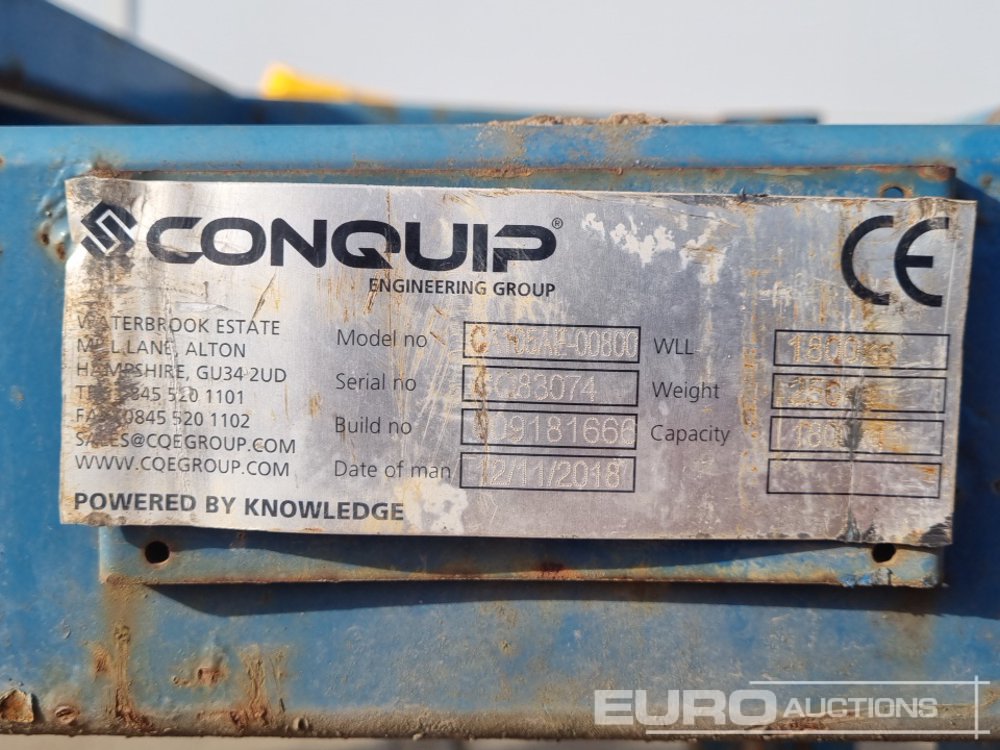 CONQUIP®
ENGINEERING GROUP
CE
WATERBROOK ESTATE
MILL LANE, ALTON
HAMPSHIRE, GU34 2UD
0845 520 1101
0845 520 1102
SALES@CQEGROUP.COM
WWW.CQEGROUP.COM
POWERED BY KNOWLEDGE
Model no
Serial no
Build no
Date of man 12/11/2018
WLL
Weight
Capacity
EURO AUCTIONS